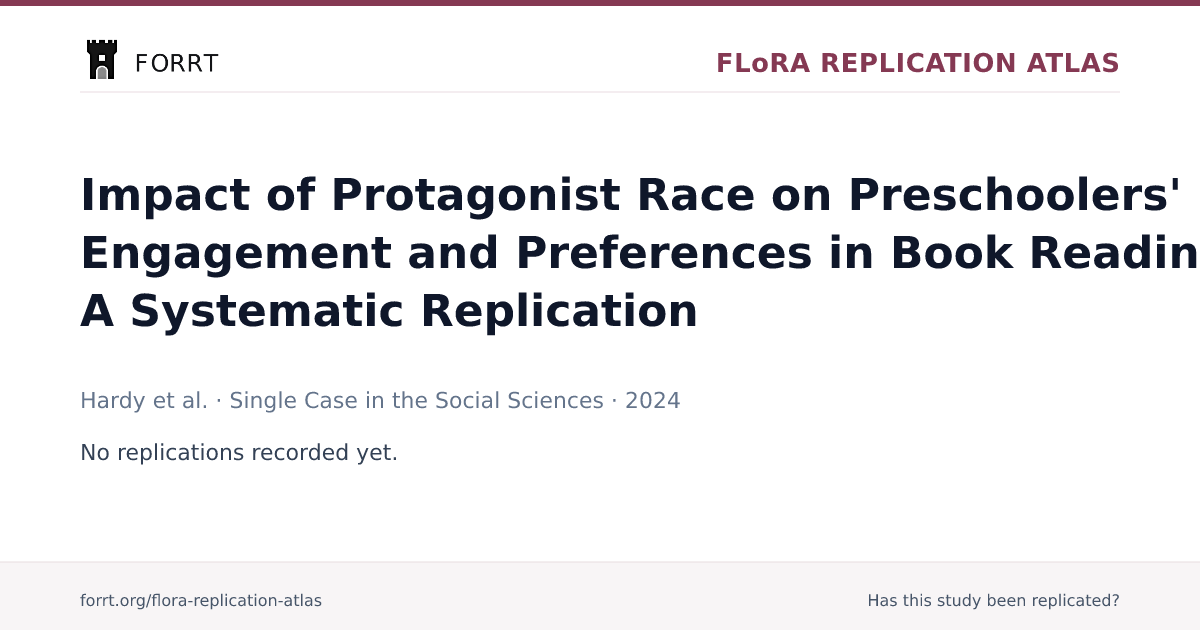 FORRT
FLoRA REPLICATION ATLAS
Impact of Protagonist Race on Preschoolers'
Engagement and Preferences in Book Readin
A Systematic Replication
Hardy et al. · Single Case in the Social Sciences · 2024
No replications recorded yet.
forrt.org/flora-replication-atlas
Has this study been replicated?